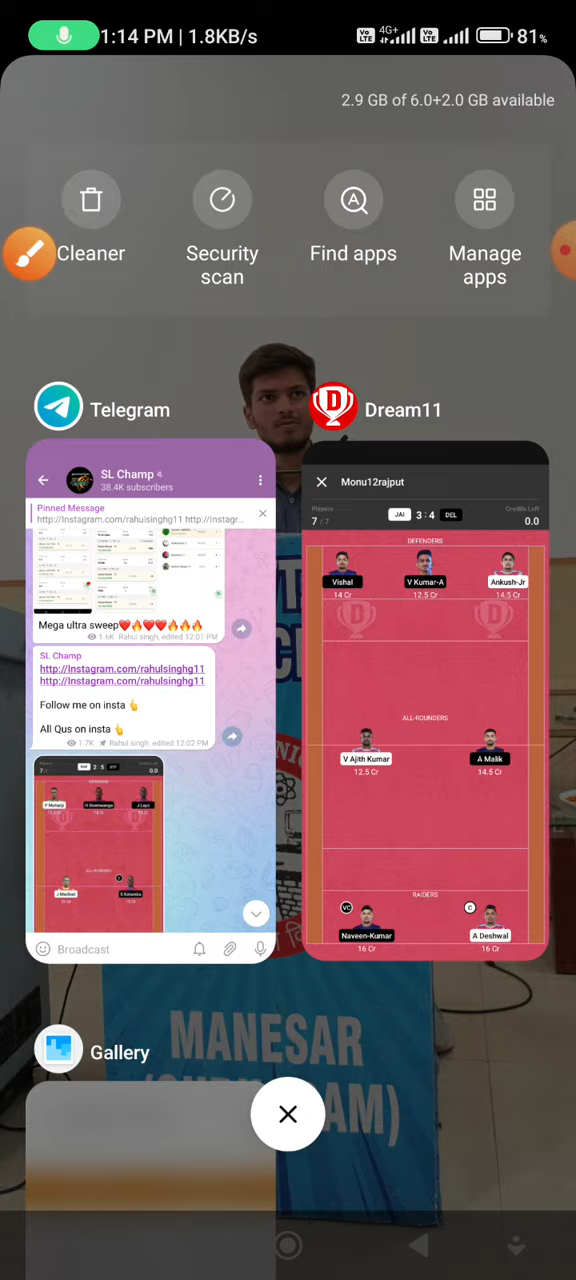 1:14 PM | 1.8KB/s
Vo LTE 4G+ Vo LTE 81%
2.9 GB of 6.0+2.0 GB available
Cleaner
Security scan
Find apps
Manage apps
Telegram
SL Champ
38.4K subscribers
Pinned Message
http://Instagram.com/rahulsinghg11 http://Instagr...
Mega ultra sweep❤️🔥❤️❤️🔥🔥🔥🔥
1.6K Rahul singh, edited 12:01 PM
SL Champ
http://Instagram.com/rahulsinghg11
http://Instagram.com/rahulsinghg11
Follow me on insta 👆
All Qus on insta 👆
1.7K Rahul singh, edited 12:02 PM
Broadcast
Dream11
Monu12rajput
Players
7 / 7
JAI 3:4 DEL
Credits Left
0.0
DEFENDERS
Vishal
14 Cr
V Kumar-A
12.5 Cr
Ankush-Jr
14.5 Cr
ALL-ROUNDERS
V Ajith Kumar
12.5 Cr
A Malik
14.5 Cr
RAIDERS
VC
Naveen-Kumar
16 Cr
C
A Deshwal
16 Cr
Gallery
MANESAR